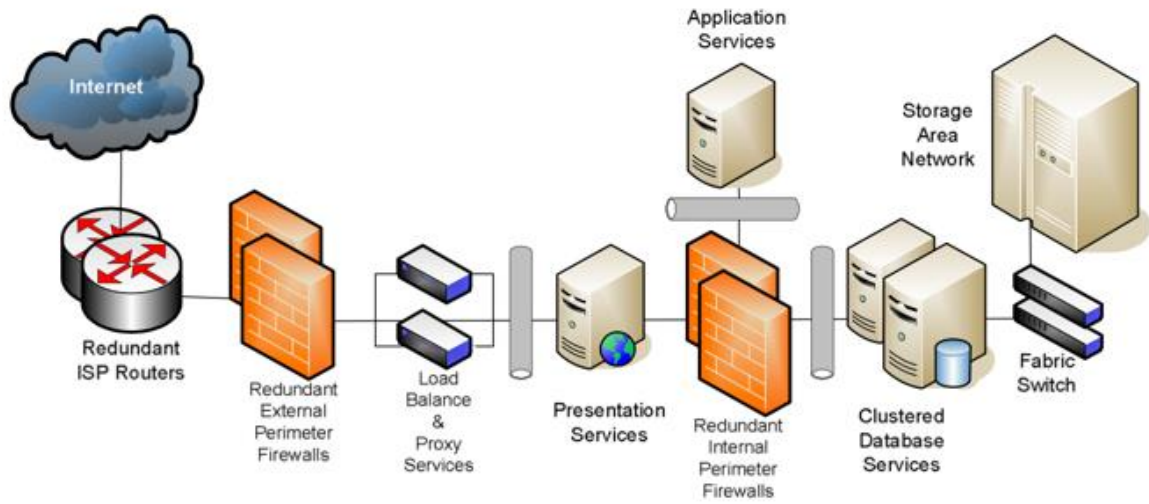 Internet
Redundant
ISP Routers
Redundant
External
Perimeter
Firewalls
Load
Balance
&
Proxy
Services
Presentation
Services
Application
Services
Redundant
Internal
Perimeter
Firewalls
Clustered
Database
Services
Storage
Area
Network
Fabric
Switch